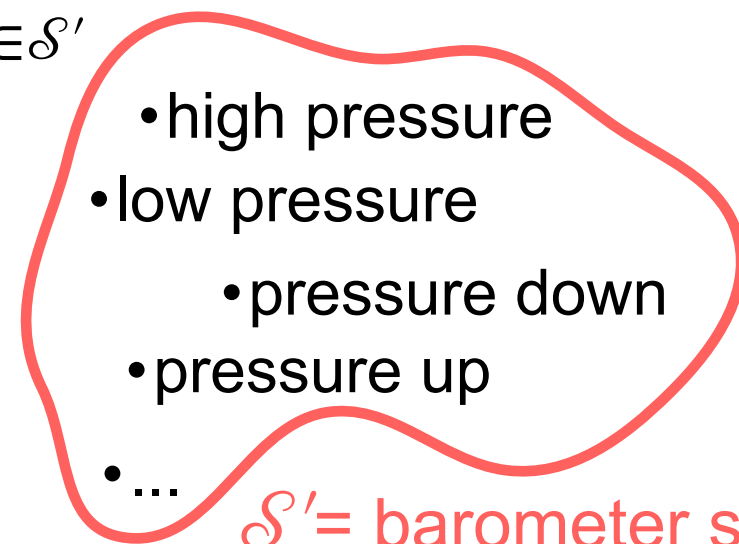 ∈𝒮′
•high pressure
•low pressure
•pressure down
•pressure up
•...
𝒮′= barometer